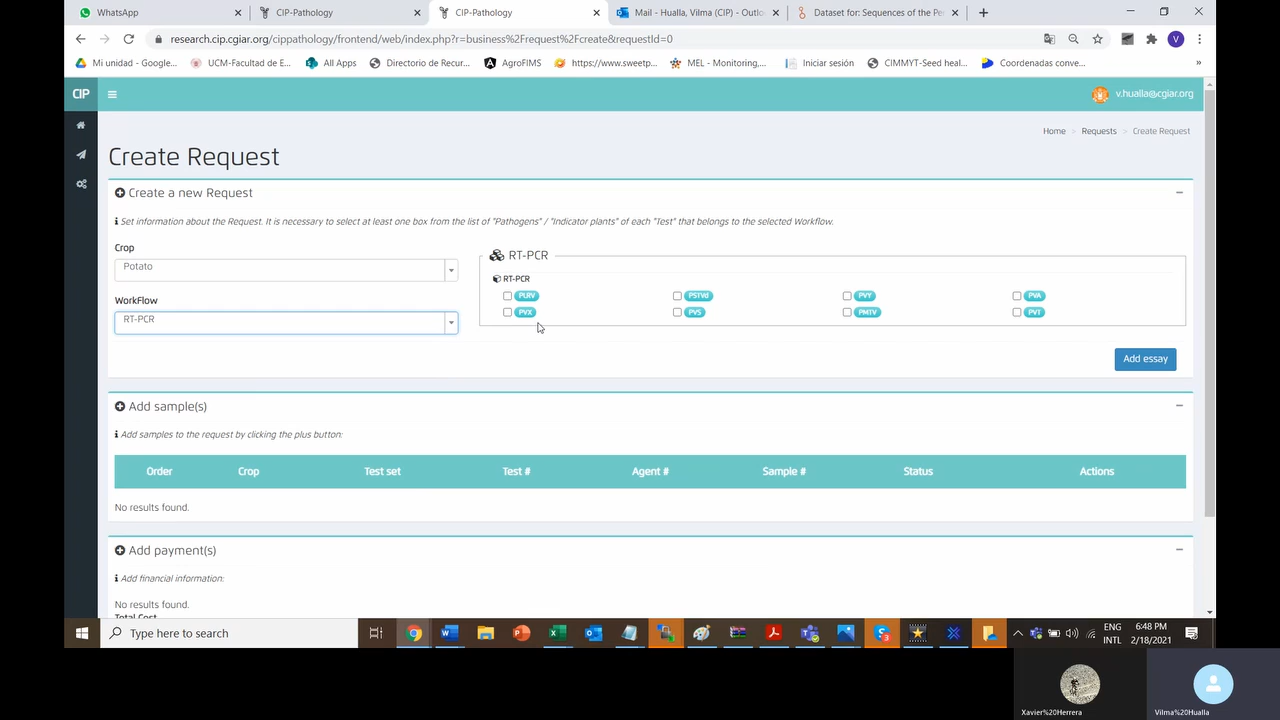 WhatsApp
CIP-Pathology
CIP-Pathology
Mail - Hualla, Vilma (CIP) - Outlo
Dataset for: Sequences of the Pe
research.cip.cgiar.org/cippathology/frontend/web/index.php?r=business%2Frequest%2Fcreate&requestId=0
Mi unidad - Google...
UCM-Facultad de E...
All Apps
Directorio de Recur...
AgroFIMS
https://www.sweetp...
MEL - Monitoring,...
Iniciar sesión
CIMMYT-Seed heal...
Coordenadas conve...
CIP
v.hualla@cgiar.org
Home > Requests > Create Request
Create Request
Create a new Request
Set information about the Request. It is necessary to select at least one box from the list of "Pathogens" / "Indicator plants" of each "Test" that belongs to the selected Workflow.
Crop
Potato
WorkFlow
RT-PCR
RT-PCR
RT-PCR
PLRV PSTVd PVY PVA
PVX PVS PMTV PVT
Add essay
Add sample(s)
Add samples to the request by clicking the plus button:
Order Crop Test set Test # Agent # Sample # Status Actions
No results found.
Add payment(s)
Add financial information:
No results found.
Total Cost
Type here to search
ENG
INTL
6:48 PM
2/18/2021
Xavier%20Herrera
Vilma%20Hualla